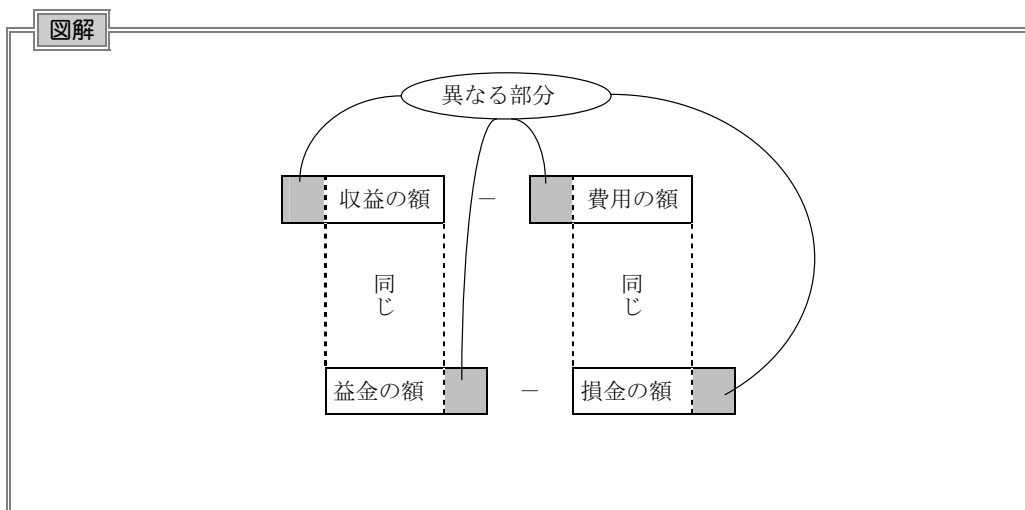 図解
異なる部分
収益の額 － 費用の額
同じ 同じ
益金の額 － 損金の額